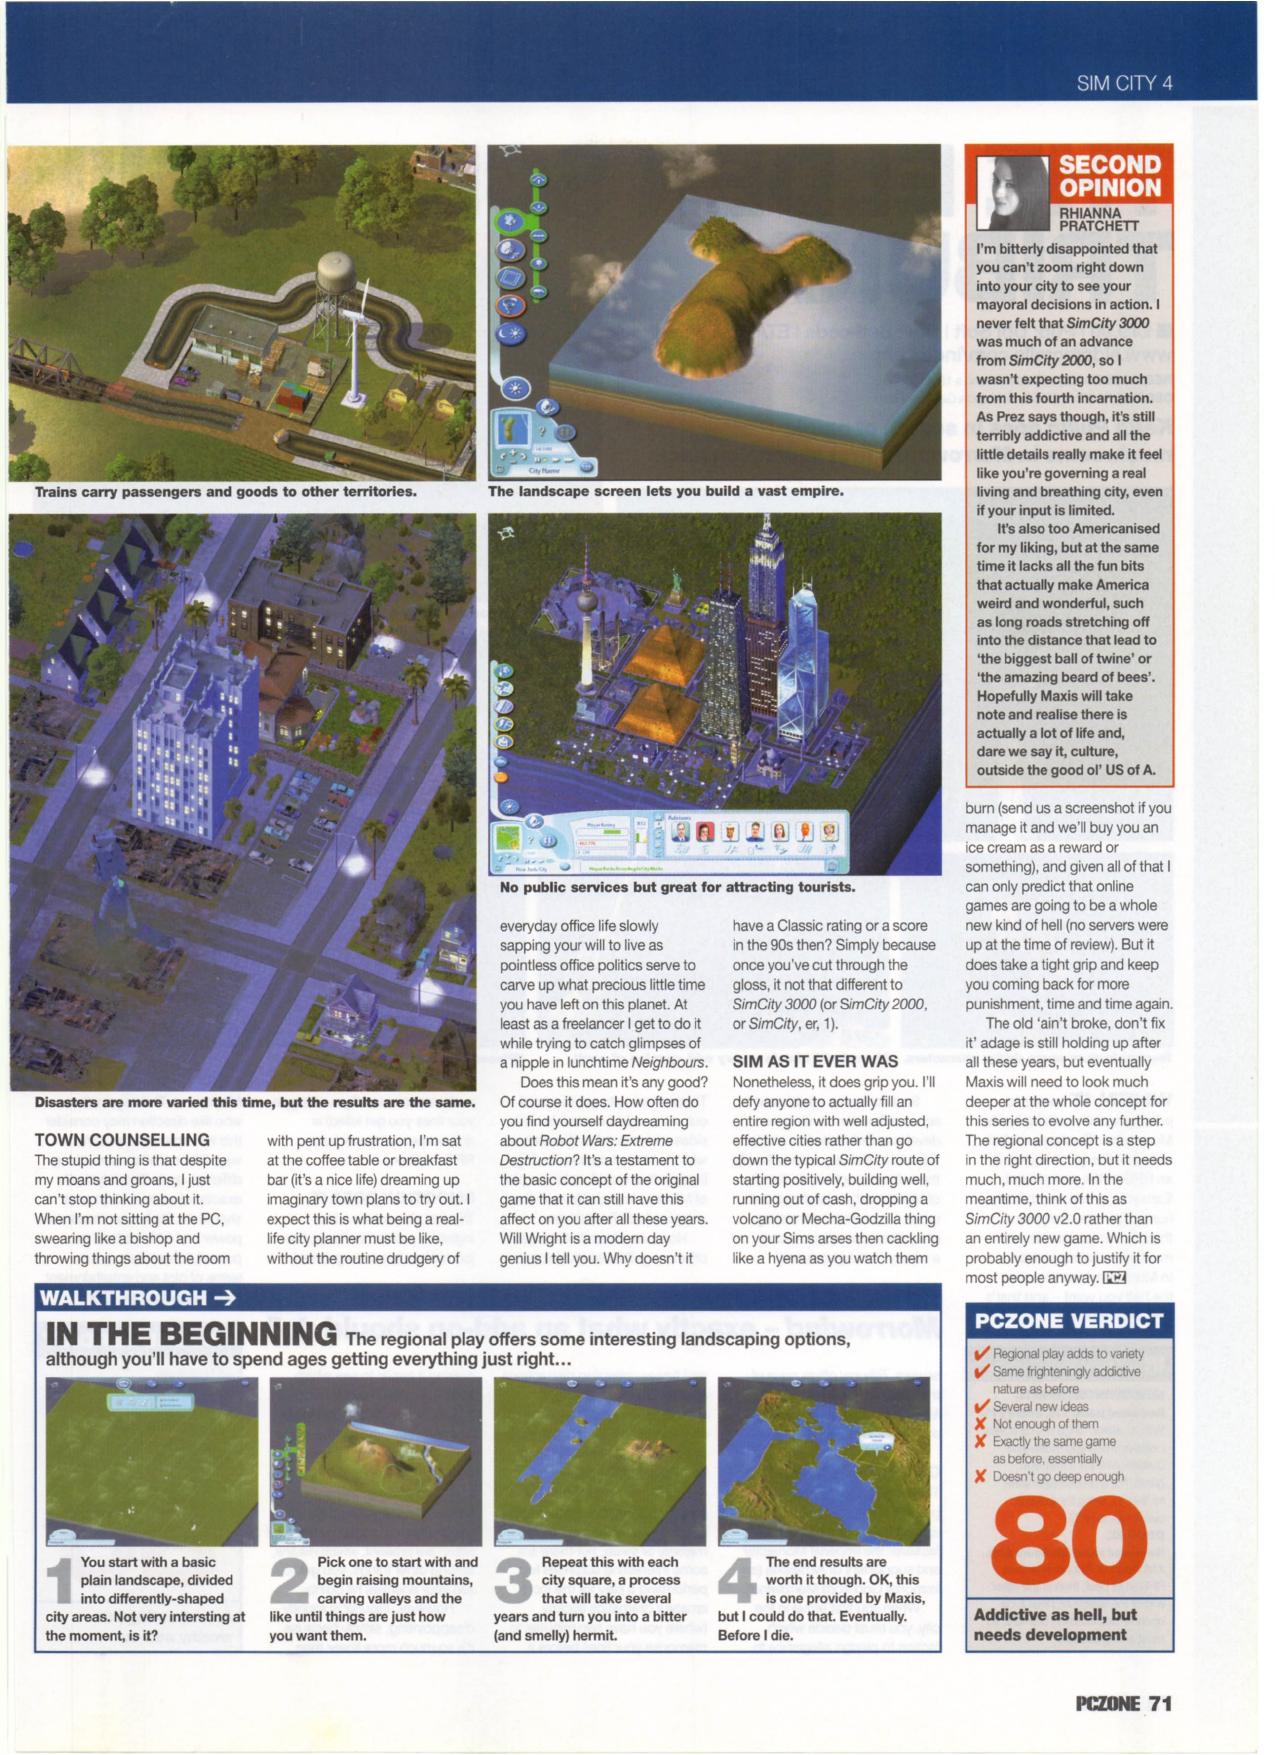 SIM CITY 4
Trains carry passengers and goods to other territories.
City Name
The landscape screen lets you build a vast empire.
Disasters are more varied this time, but the results are the same.
Mayor Rating
Advisors
New Sody City
No public services but great for attracting tourists.
TOWN COUNSELLING
The stupid thing is that despite
my moans and groans, I just
can't stop thinking about it.
When I'm not sitting at the PC,
swearing like a bishop and
throwing things about the room
with pent up frustration, I'm sat
at the coffee table or breakfast
bar (it's a nice life) dreaming up
imaginary town plans to try out. I
expect this is what being a real-
life city planner must be like,
without the routine drudgery of
everyday office life slowly
sapping your will to live as
pointless office politics serve to
carve up what precious little time
you have left on this planet. At
least as a freelancer I get to do it
while trying to catch glimpses of
a nipple in lunchtime Neighbours.
Does this mean it's any good?
Of course it does. How often do
you find yourself daydreaming
about Robot Wars: Extreme
Destruction? It's a testament to
the basic concept of the original
game that it can still have this
affect on you after all these years.
Will Wright is a modern day
genius I tell you. Why doesn't it
have a Classic rating or a score
in the 90s then? Simply because
once you've cut through the
gloss, it not that different to
SimCity 3000 (or SimCity 2000,
or SimCity, er, 1).
SIM AS IT EVER WAS
Nonetheless, it does grip you. I'll
defy anyone to actually fill an
entire region with well adjusted,
effective cities rather than go
down the typical SimCity route of
starting positively, building well,
running out of cash, dropping a
volcano or Mecha-Godzilla thing
on your Sims arses then cackling
like a hyena as you watch them
burn (send us a screenshot if you
manage it and we'll buy you an
ice cream as a reward or
something), and given all of that I
can only predict that online
games are going to be a whole
new kind of hell (no servers were
up at the time of review). But it
does take a tight grip and keep
you coming back for more
punishment, time and time again.
The old 'ain't broke, don't fix
it' adage is still holding up after
all these years, but eventually
Maxis will need to look much
deeper at the whole concept for
this series to evolve any further.
The regional concept is a step
in the right direction, but it needs
much, much more. In the
meantime, think of this as
SimCity 3000 v2.0 rather than
an entirely new game. Which is
probably enough to justify it for
most people anyway. PCZ
SECOND
OPINION
RHIANNA
PRATCHETT
I'm bitterly disappointed that
you can't zoom right down
into your city to see your
mayoral decisions in action. I
never felt that SimCity 3000
was much of an advance
from SimCity 2000, so I
wasn't expecting too much
from this fourth incarnation.
As Prez says though, it's still
terribly addictive and all the
little details really make it feel
like you're governing a real
living and breathing city, even
if your input is limited.
It's also too Americanised
for my liking, but at the same
time it lacks all the fun bits
that actually make America
weird and wonderful, such
as long roads stretching off
into the distance that lead to
'the biggest ball of twine' or
'the amazing beard of bees'.
Hopefully Maxis will take
note and realise there is
actually a lot of life and,
dare we say it, culture,
outside the good ol' US of A.
WALKTHROUGH →
IN THE BEGINNING The regional play offers some interesting landscaping options,
although you'll have to spend ages getting everything just right...
1 You start with a basic
plain landscape, divided
into differently-shaped
city areas. Not very intersting at
the moment, is it?
2 Pick one to start with and
begin raising mountains,
carving valleys and the
like until things are just how
you want them.
3 Repeat this with each
city square, a process
that will take several
years and turn you into a bitter
(and smelly) hermit.
4 The end results are
worth it though. OK, this
is one provided by Maxis,
but I could do that. Eventually.
Before I die.
PCZONE VERDICT
✔ Regional play adds to variety
✔ Same frighteningly addictive
nature as before
✔ Several new ideas
✘ Not enough of them
✘ Exactly the same game
as before, essentially
✘ Doesn't go deep enough
80
Addictive as hell, but
needs development
PCZONE 71